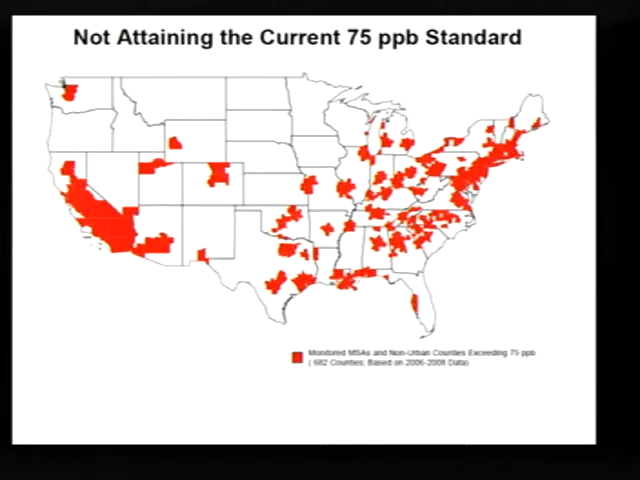 Not Attaining the Current 75 ppb Standard
Monitored MSAs and Non-Urban Counties Exceeding 75 ppb
( 682 Counties; Based on 2006-2008 Data)